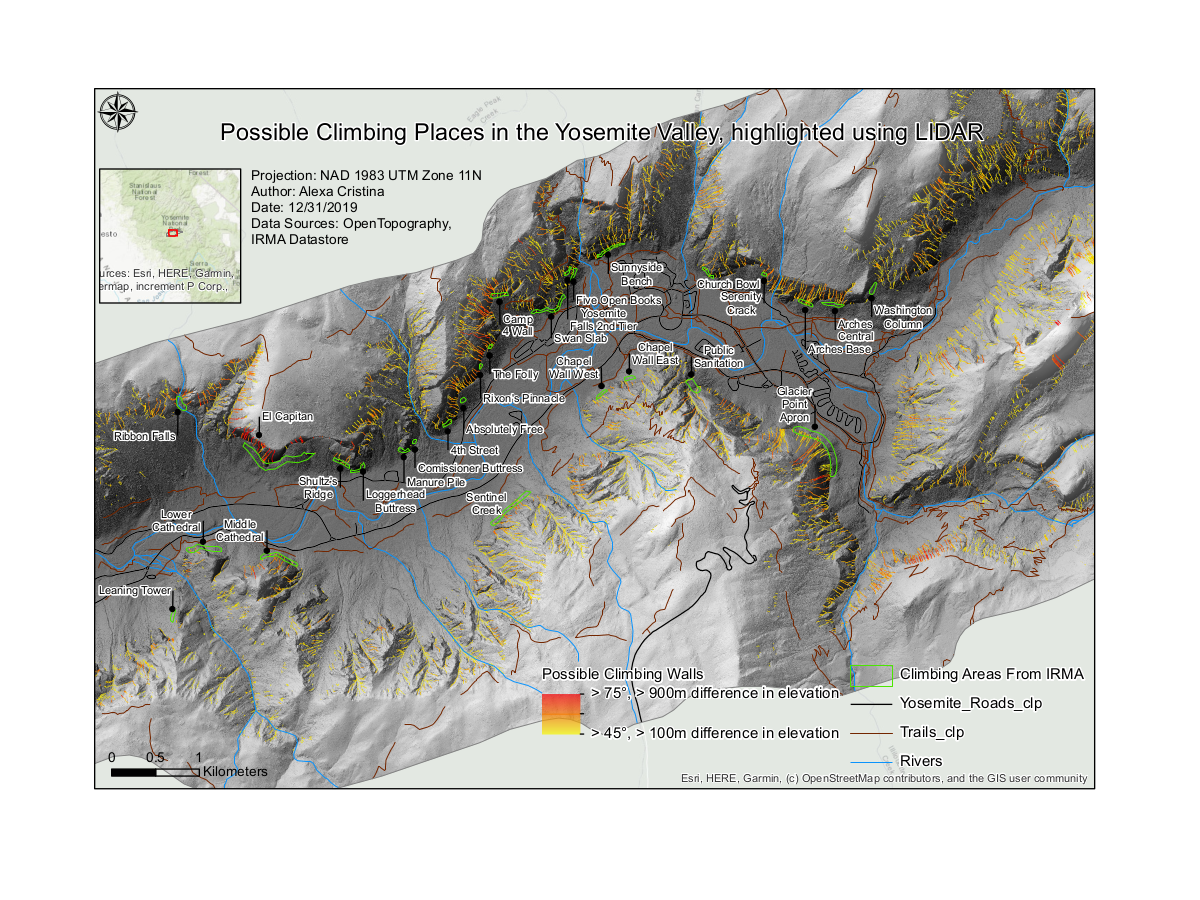 Eagle Peak
Creek
Possible Climbing Places in the Yosemite Valley, highlighted using LIDAR
Projection: NAD 1983 UTM Zone 11N
Author: Alexa Cristina
Date: 12/31/2019
Data Sources: OpenTopography,
IRMA Datastore
Forest
Stanislaus
National
Forest
Yosemite
National
esto
Sierra
urces: Esri, HERE, Garmin,
ermap, increment P Corp.,
Sunnyside
Bench
Church Bowl
Serenity
Crack
Five Open Books
Yosemite
Falls 2nd Tier
Swan Slab
Camp
4 Wall
Washington
Column
Arches
Central
Arches Base
Chapel
Wall East
Public
Sanitation
Chapel
Wall West
The Folly
Glacier
Point
Apron
Rixon's Pinnacle
El Capitan
Absolutely Free
Ribbon Falls
4th Street
Comissioner Buttress
Manure Pile
Shultz's
Ridge
Loggerhead
Buttress
Sentinel
Creek
Lower
Cathedral
Middle
Cathedral
Leaning Tower
Possible Climbing Walls
> 75°, > 900m difference in elevation
> 45°, > 100m difference in elevation
Climbing Areas From IRMA
Yosemite_Roads_clp
Trails_clp
Rivers
0 0.5 1
Kilometers
Esri, HERE, Garmin, (c) OpenStreetMap contributors, and the GIS user community